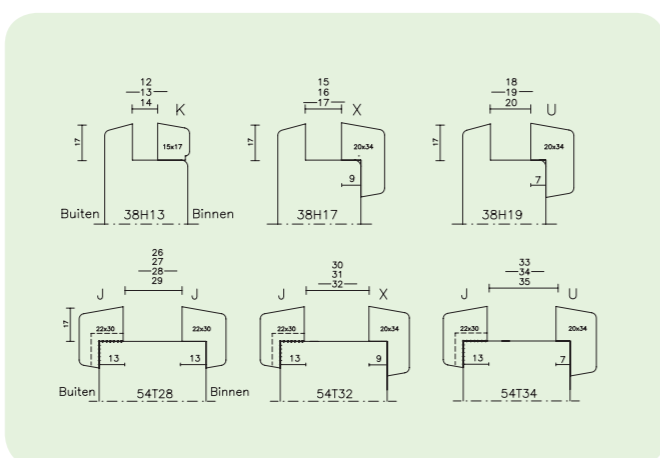 12
13
14
K
17
15x17
Buiten 38H13 Binnen
15
16
17
X
17
20x34
9
38H17
18
19
20
U
17
20x34
7
38H19
26
27
28
29
J J
17
22x30 22x30
13 13
Buiten 54T28 Binnen
30
31
32
J X
22x30 20x34
13 9
54T32
33
34
35
J U
22x30 20x34
13 7
54T34